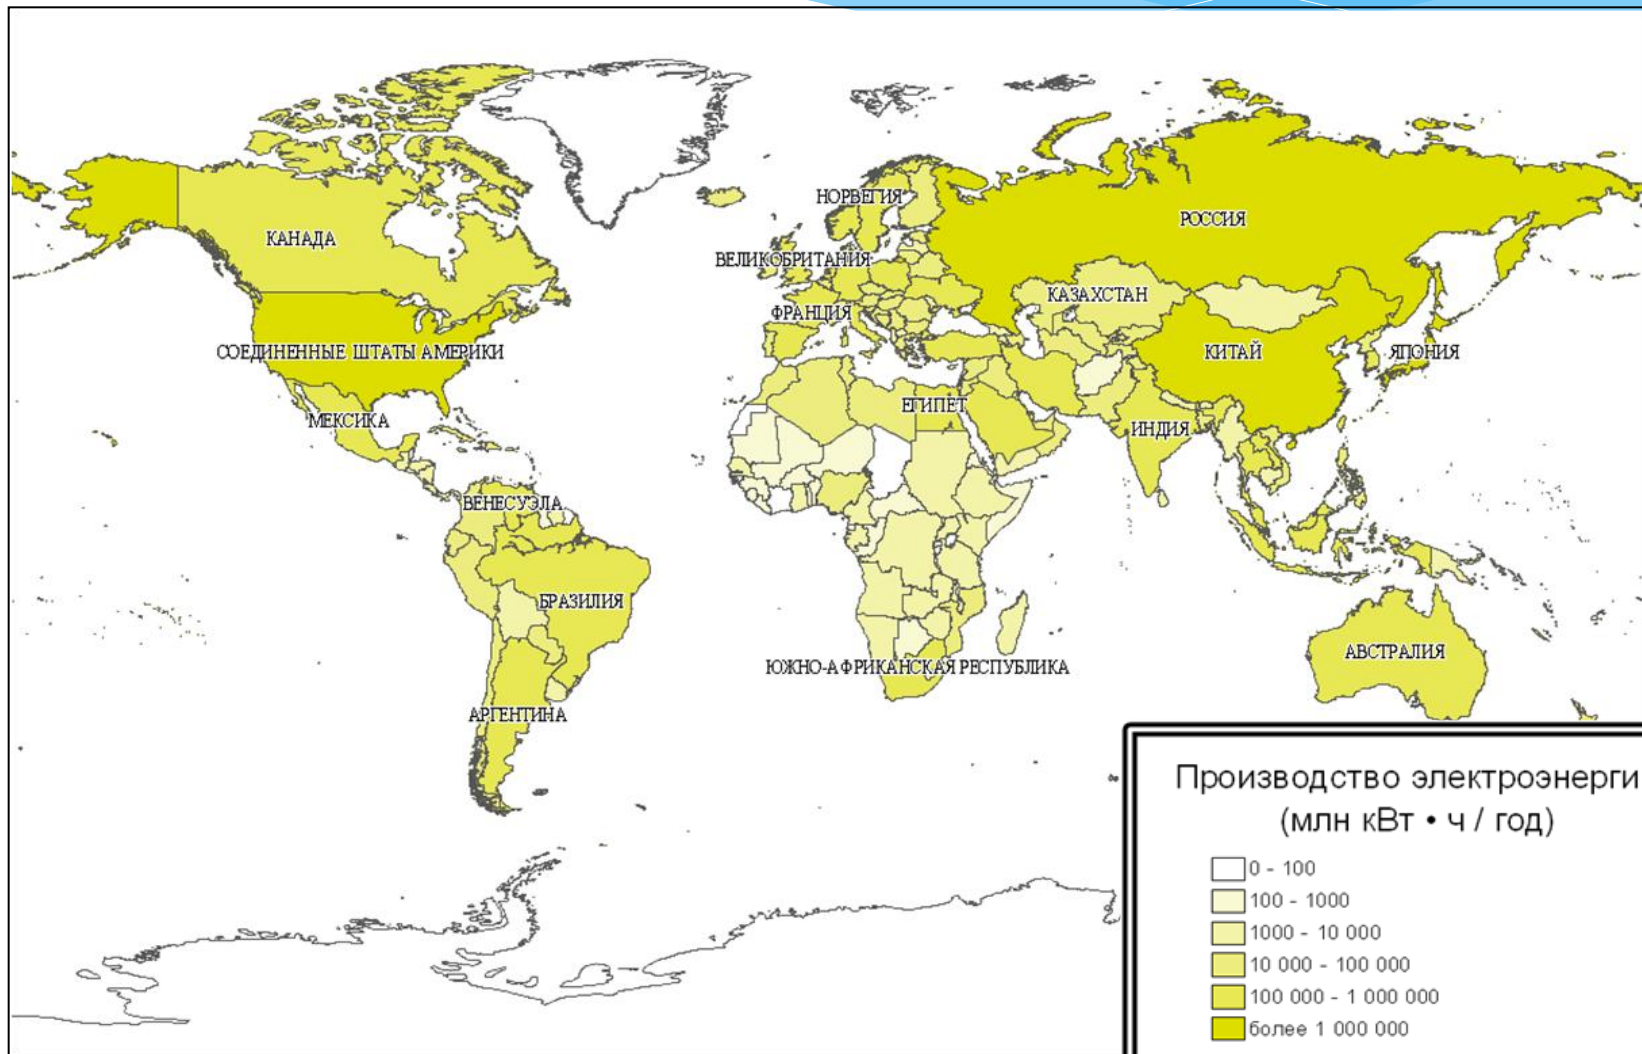 НОРВЕГИЯ
РОССИЯ
КАНАДА
ВЕЛИКОБРИТАНИЯ
КАЗАХСТАН
ФРАНЦИЯ
СОЕДИНЕННЫЕ ШТАТЫ АМЕРИКИ
КИТАЙ
ЯПОНИЯ
МЕКСИКА
ЕГИПЕТ
ИНДИЯ
ВЕНЕСУЭЛА
БРАЗИЛИЯ
АВСТРАЛИЯ
ЮЖНО-АФРИКАНСКАЯ РЕСПУБЛИКА
АРГЕНТИНА
Производство электроэнерги
(млн кВт • ч / год)
0 - 100
100 - 1000
1000 - 10 000
10 000 - 100 000
100 000 - 1 000 000
более 1 000 000